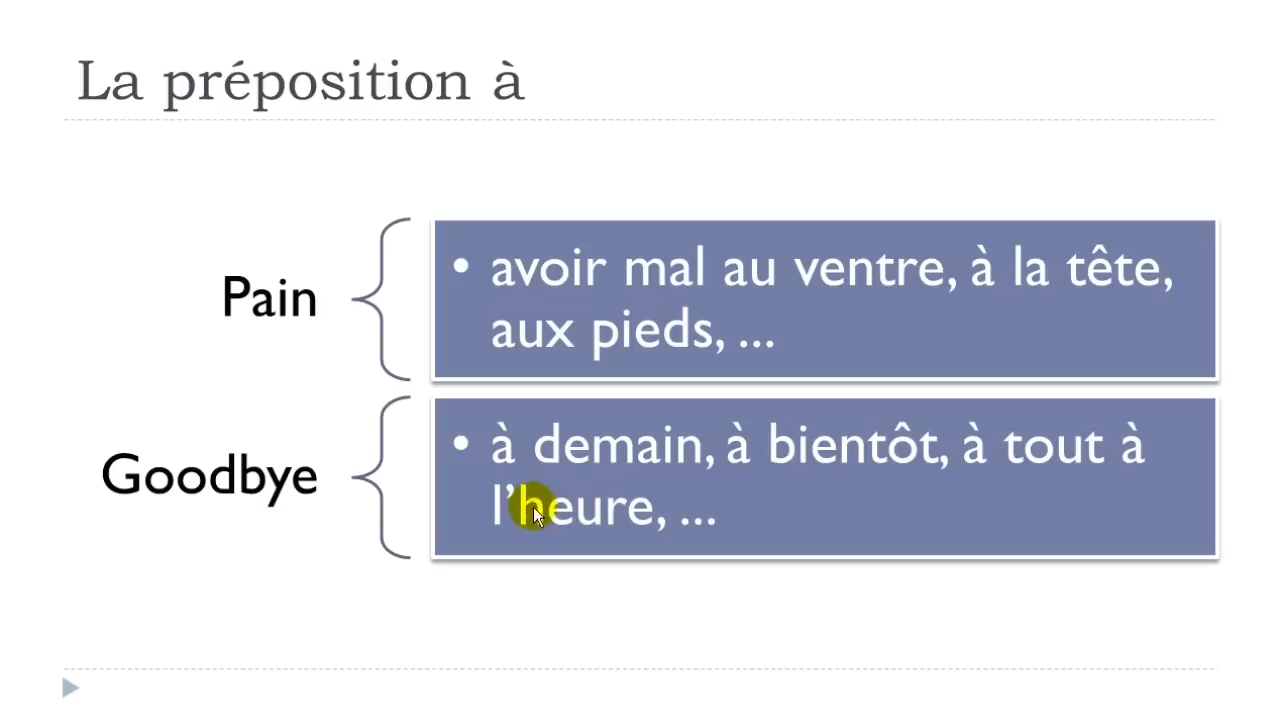 La préposition à
Pain
• avoir mal au ventre, à la tête,
aux pieds, ...
Goodbye
• à demain, à bientôt, à tout à
l’heure, ...